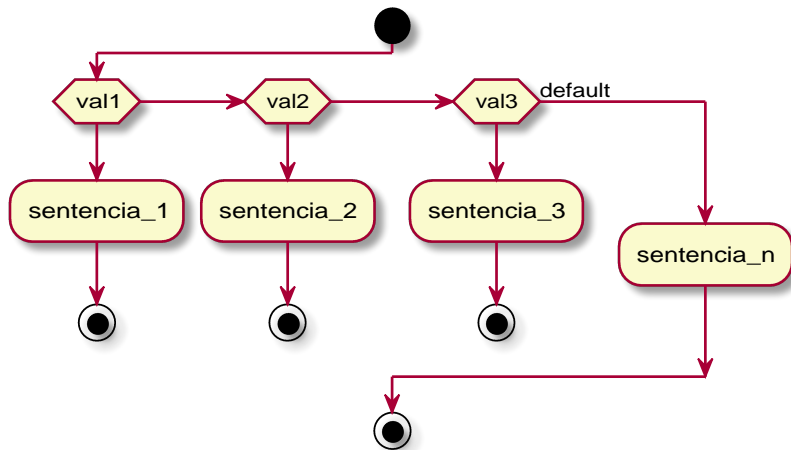 val1
val2
val3
default
sentencia_1
sentencia_2
sentencia_3
sentencia_n